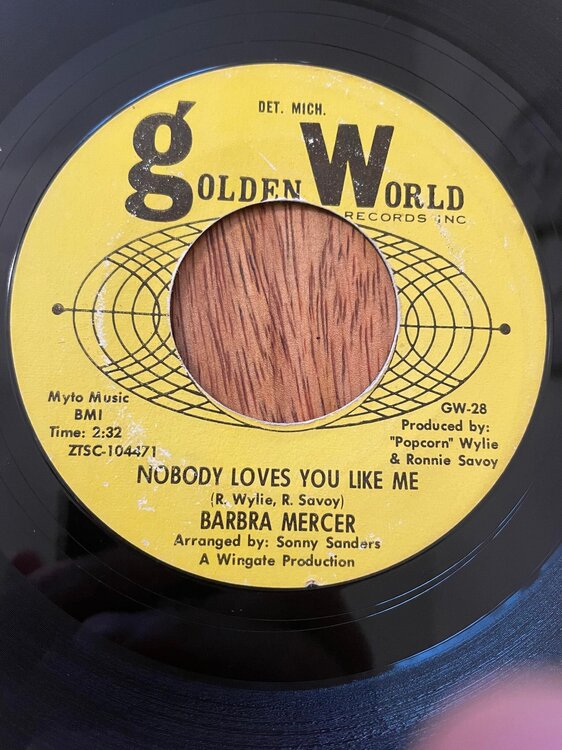 DET. MICH.
gOLDEN WORLD
RECORDS INC
Myto Music
BMI
Time: 2:32
ZTSC-104471
GW-28
Produced by:
"Popcorn" Wylie
& Ronnie Savoy
NOBODY LOVES YOU LIKE ME
(R. Wylie, R. Savoy)
BARBRA MERCER
Arranged by: Sonny Sanders
A Wingate Production